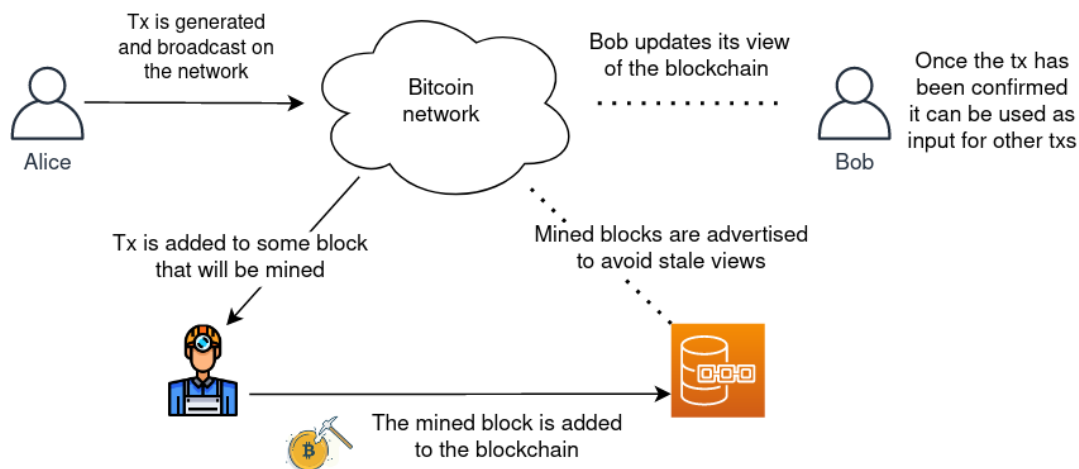 Tx is generated
and broadcast on
the network
Alice
Bitcoin
network
Bob updates its view
of the blockchain
Bob
Once the tx has
been confirmed
it can be used as
input for other txs
Tx is added to some block
that will be mined
Mined blocks are advertised
to avoid stale views
The mined block is added
to the blockchain